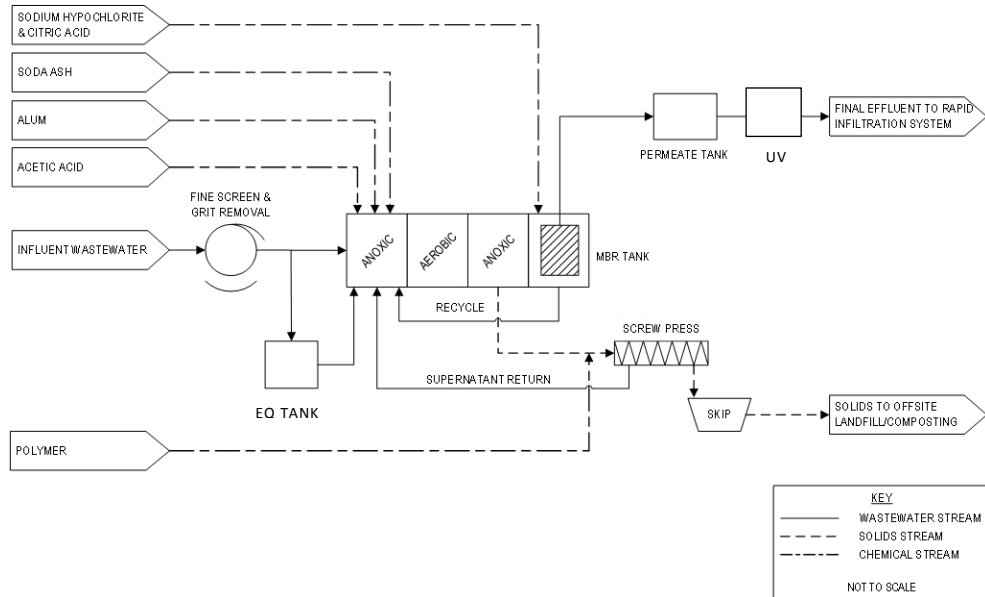 SODIUM HYPOCHLORITE
& CITRIC ACID
SODA ASH
ALUM
ACETIC ACID
FINE SCREEN &
GRIT REMOVAL
INFLUENT WASTEWATER
ANOXIC
AEROBIC
ANOXIC
MBR TANK
PERMEATE TANK
UV
FINAL EFFLUENT TO RAPID
INFILTRATION SYSTEM
RECYCLE
SCREW PRESS
EQ TANK
SUPERNATANT RETURN
SKIP
SOLIDS TO OFFSITE
LANDFILL/COMPOSTING
POLYMER
KEY
WASTEWATER STREAM
SOLIDS STREAM
CHEMICAL STREAM
NOT TO SCALE